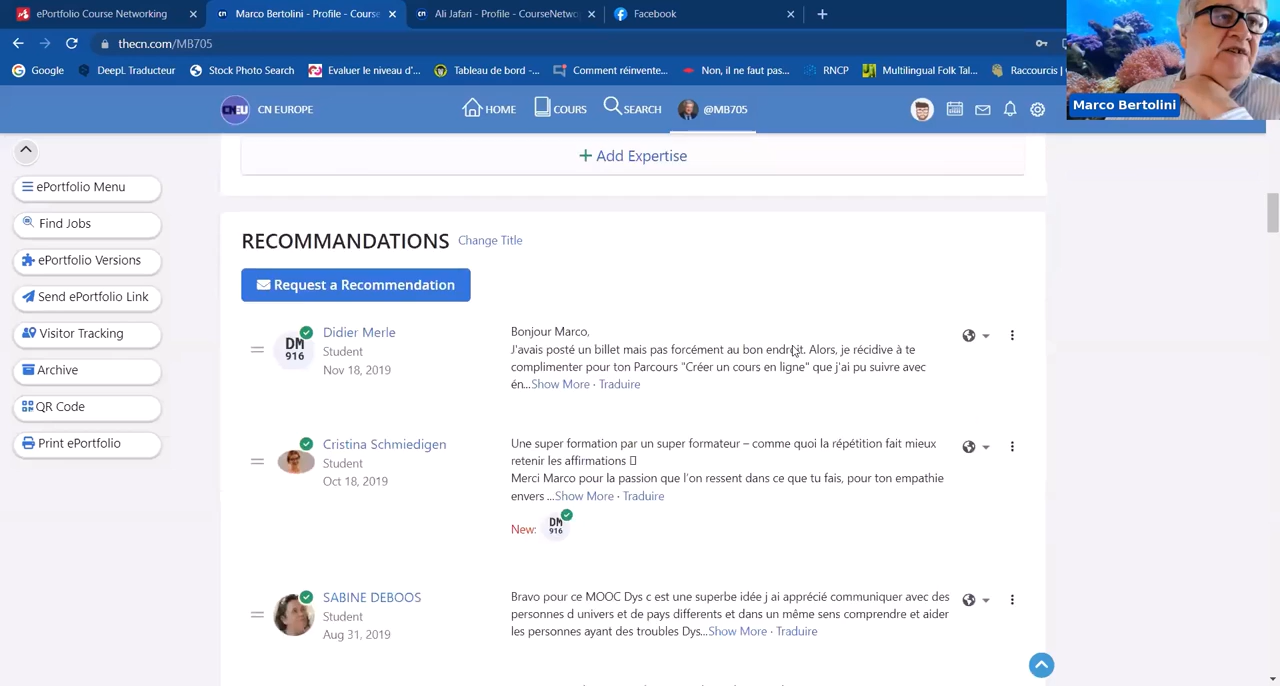 ePortfolio Course Networking
Marco Bertolini - Profile - Course
Ali Jafari - Profile - CourseNetwo
Facebook
thecn.com/MB705
Google
DeepL Traducteur
Stock Photo Search
Evaluer le niveau d'...
Tableau de bord -...
Comment réinvente...
Non, il ne faut pas...
RNCP
Multilingual Folk Tal...
Raccourcis
Marco Bertolini
CN EU
CN EUROPE
HOME
COURS
SEARCH
@MB705
ePortfolio Menu
Find Jobs
ePortfolio Versions
Send ePortfolio Link
Visitor Tracking
Archive
QR Code
Print ePortfolio
+ Add Expertise
RECOMMANDATIONS Change Title
Request a Recommendation
DM
916
Didier Merle
Student
Nov 18, 2019
Bonjour Marco,
J'avais posté un billet mais pas forcément au bon endroit. Alors, je récidive à te
complimenter pour ton Parcours "Créer un cours en ligne" que j'ai pu suivre avec
én...Show More · Traduire
Cristina Schmiedigen
Student
Oct 18, 2019
Une super formation par un super formateur – comme quoi la répétition fait mieux
retenir les affirmations
Merci Marco pour la passion que l'on ressent dans ce que tu fais, pour ton empathie
envers ...Show More · Traduire
New: DM
916
SABINE DEBOOS
Student
Aug 31, 2019
Bravo pour ce MOOC Dys c est une superbe idée j ai apprécié communiquer avec des
personnes d univers et de pays differents et dans un même sens comprendre et aider
les personnes ayant des troubles Dys...Show More · Traduire